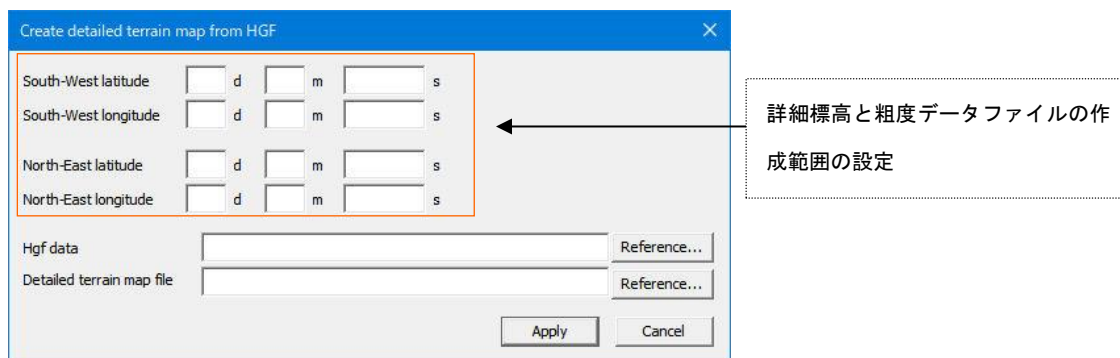 Create detailed terrain map from HGF
South-West latitude d m s
South-West longitude d m s
North-East latitude d m s
North-East longitude d m s
Hgf data Reference...
Detailed terrain map file Reference...
Apply Cancel
詳細標高と粗度データファイルの作
成範囲の設定